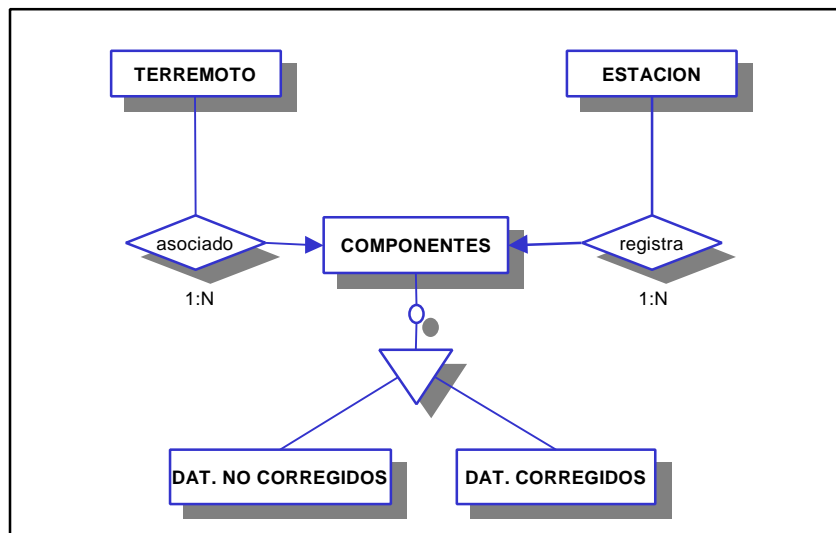 TERREMOTO
ESTACION
asociado
COMPONENTES
registra
1:N
1:N
DAT. NO CORREGIDOS
DAT. CORREGIDOS